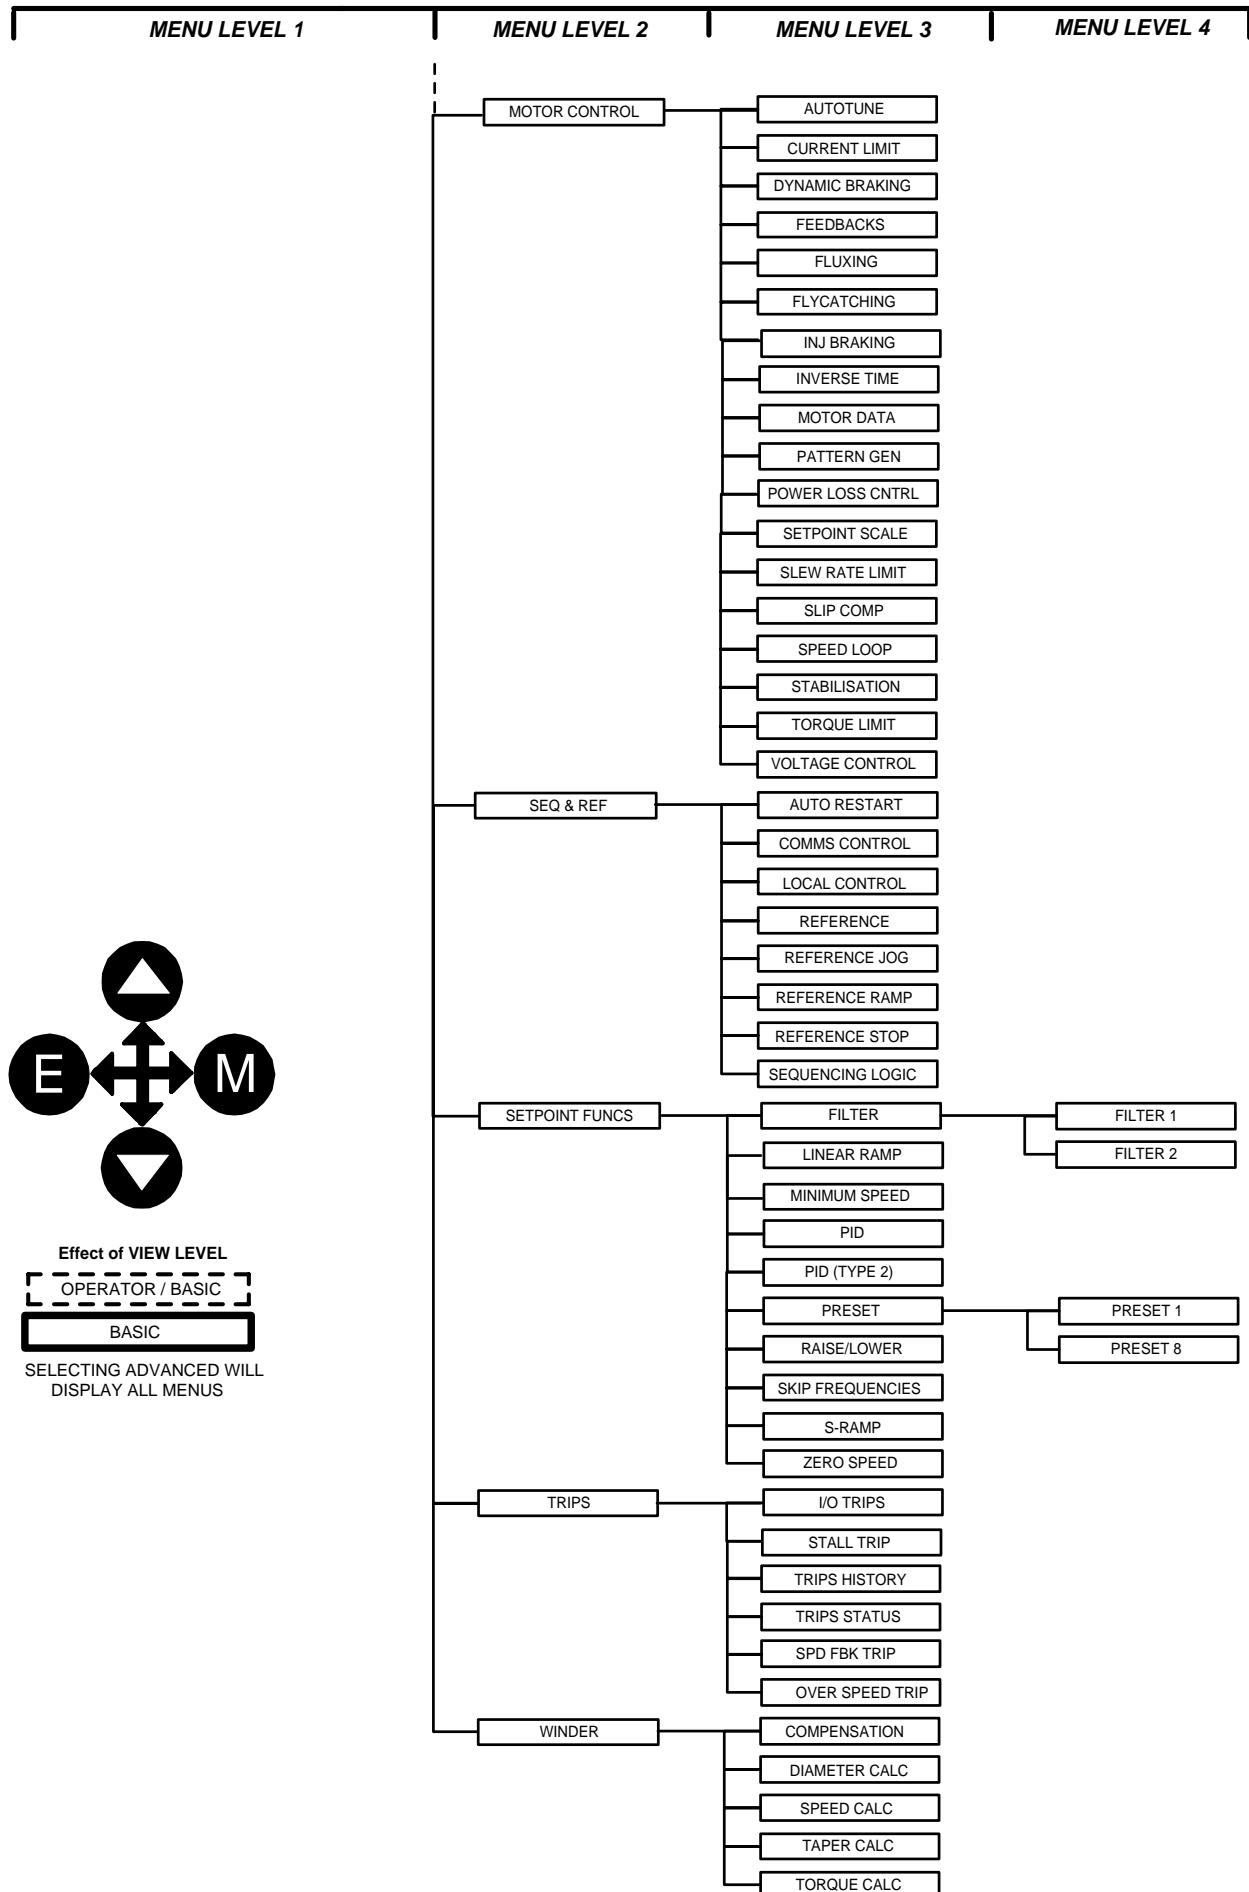 MENU LEVEL 1
MENU LEVEL 2
MENU LEVEL 3
MENU LEVEL 4
MOTOR CONTROL
AUTOTUNE
CURRENT LIMIT
DYNAMIC BRAKING
FEEDBACKS
FLUXING
FLYCATCHING
INJ BRAKING
INVERSE TIME
MOTOR DATA
PATTERN GEN
POWER LOSS CNTRL
SETPOINT SCALE
SLEW RATE LIMIT
SLIP COMP
SPEED LOOP
STABILISATION
TORQUE LIMIT
VOLTAGE CONTROL
SEQ & REF
AUTO RESTART
COMMS CONTROL
LOCAL CONTROL
REFERENCE
REFERENCE JOG
REFERENCE RAMP
REFERENCE STOP
SEQUENCING LOGIC
SETPOINT FUNCS
FILTER
FILTER 1
FILTER 2
LINEAR RAMP
MINIMUM SPEED
PID
PID (TYPE 2)
PRESET
PRESET 1
PRESET 8
RAISE/LOWER
SKIP FREQUENCIES
S-RAMP
ZERO SPEED
TRIPS
I/O TRIPS
STALL TRIP
TRIPS HISTORY
TRIPS STATUS
SPD FBK TRIP
OVER SPEED TRIP
WINDER
COMPENSATION
DIAMETER CALC
SPEED CALC
TAPER CALC
TORQUE CALC
E
M
Effect of VIEW LEVEL
OPERATOR / BASIC
BASIC
SELECTING ADVANCED WILL
DISPLAY ALL MENUS